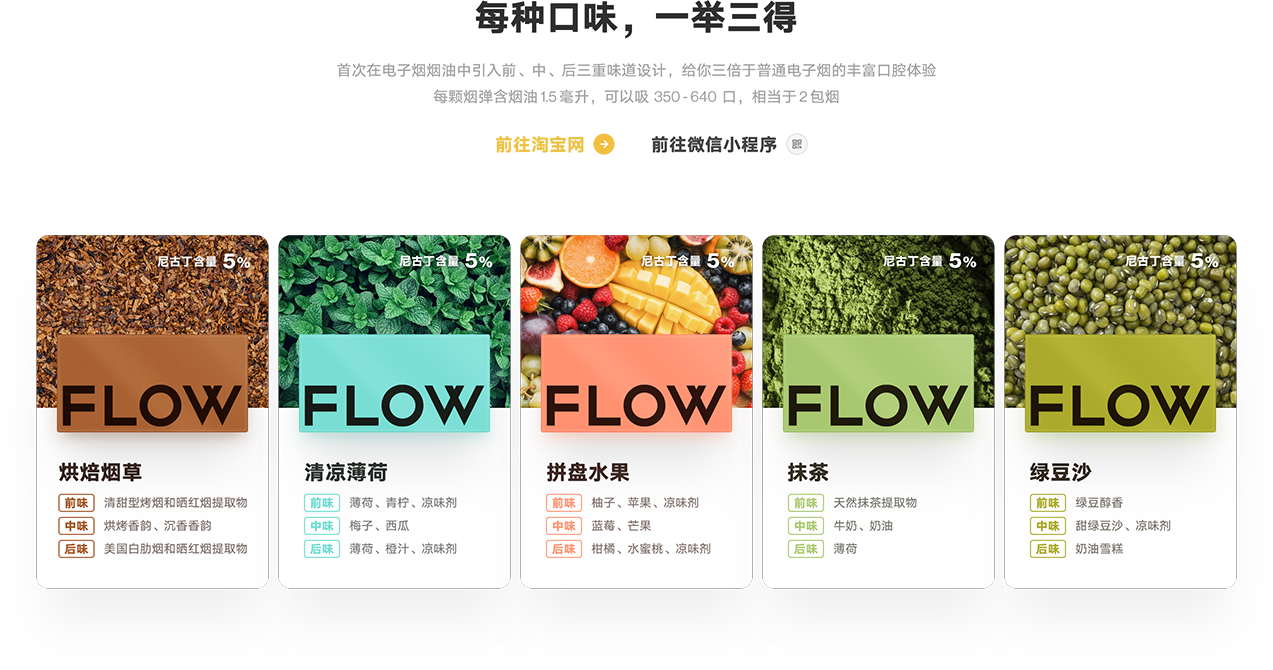 每种口味，一举三得
首次在电子烟烟油中引入前、中、后三重味道设计，给你三倍于普通电子烟的丰富口腔体验
每颗烟弹含烟油 1.5 毫升，可以吸 350-640 口，相当于 2 包烟
前往淘宝网
前往微信小程序
尼古丁含量 5%
FLOW
烘焙烟草
前味 清甜型烤烟和晒红烟提取物
中味 烘烤香韵、沉香香韵
后味 美国白肋烟和晒红烟提取物
尼古丁含量 5%
FLOW
清凉薄荷
前味 薄荷、青柠、凉味剂
中味 梅子、西瓜
后味 薄荷、橙汁、凉味剂
尼古丁含量 5%
FLOW
拼盘水果
前味 柚子、苹果、凉味剂
中味 蓝莓、芒果
后味 柑橘、水蜜桃、凉味剂
尼古丁含量 5%
FLOW
抹茶
前味 天然抹茶提取物
中味 牛奶、奶油
后味 薄荷
尼古丁含量 5%
FLOW
绿豆沙
前味 绿豆醇香
中味 甜绿豆沙、凉味剂
后味 奶油雪糕